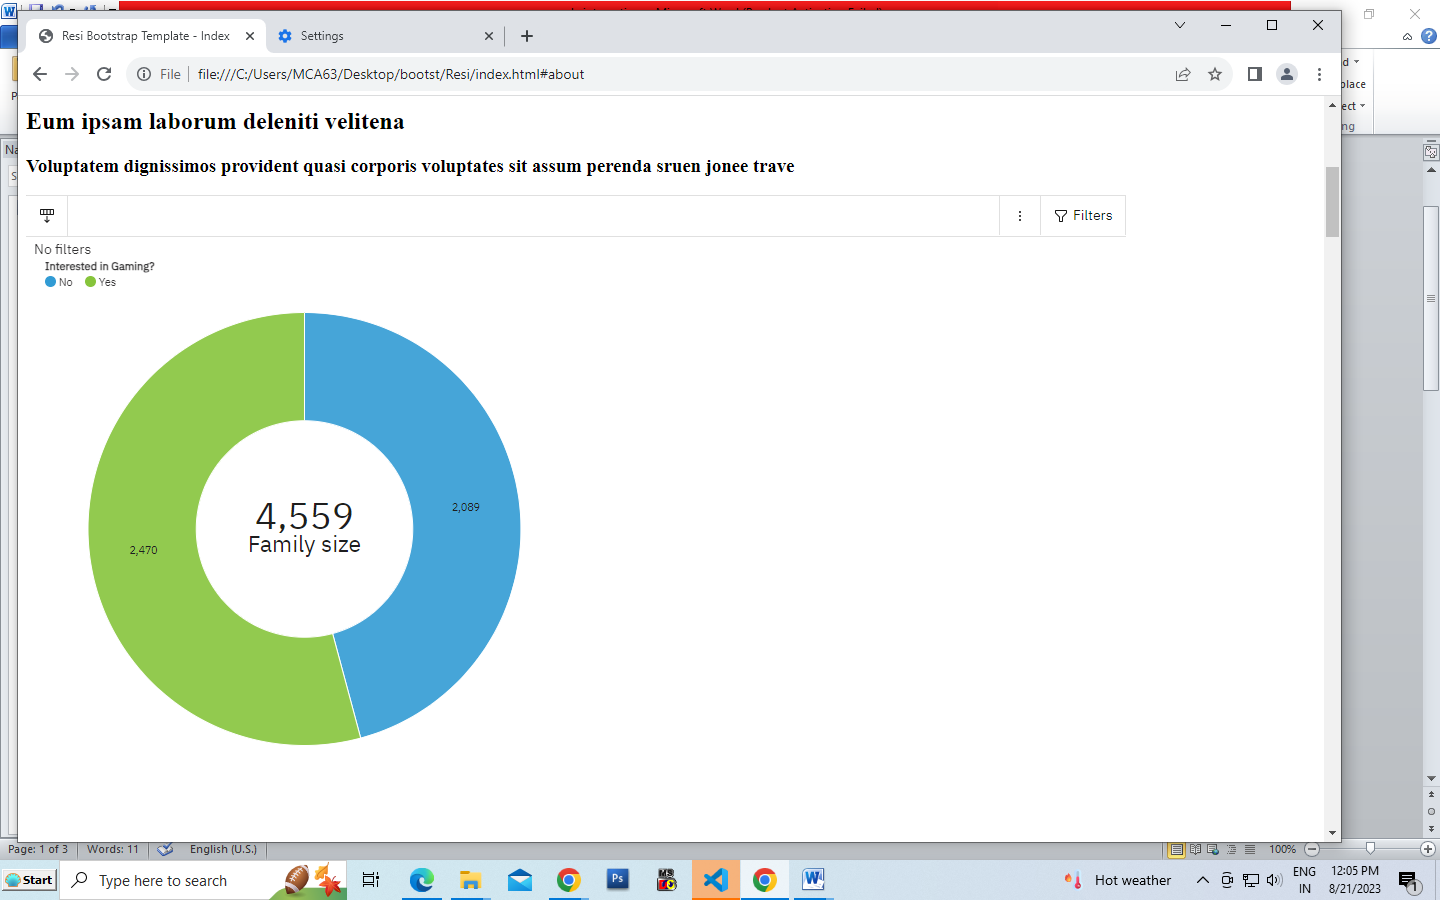 Resi Bootstrap Template - Index
Settings
File
file:///C:/Users/MCA63/Desktop/bootst/Resi/index.html#about
Eum ipsam laborum deleniti velitena
Voluptatem dignissimos provident quasi corporis voluptates sit assum perenda sruen jonee trave
Filters
No filters
Interested in Gaming?
No Yes
4,559
Family size
2,089
2,470
Page: 1 of 3 Words: 11 English (U.S.) 100%
Start Type here to search Hot weather
ENG
IN
12:05 PM
8/21/2023
1